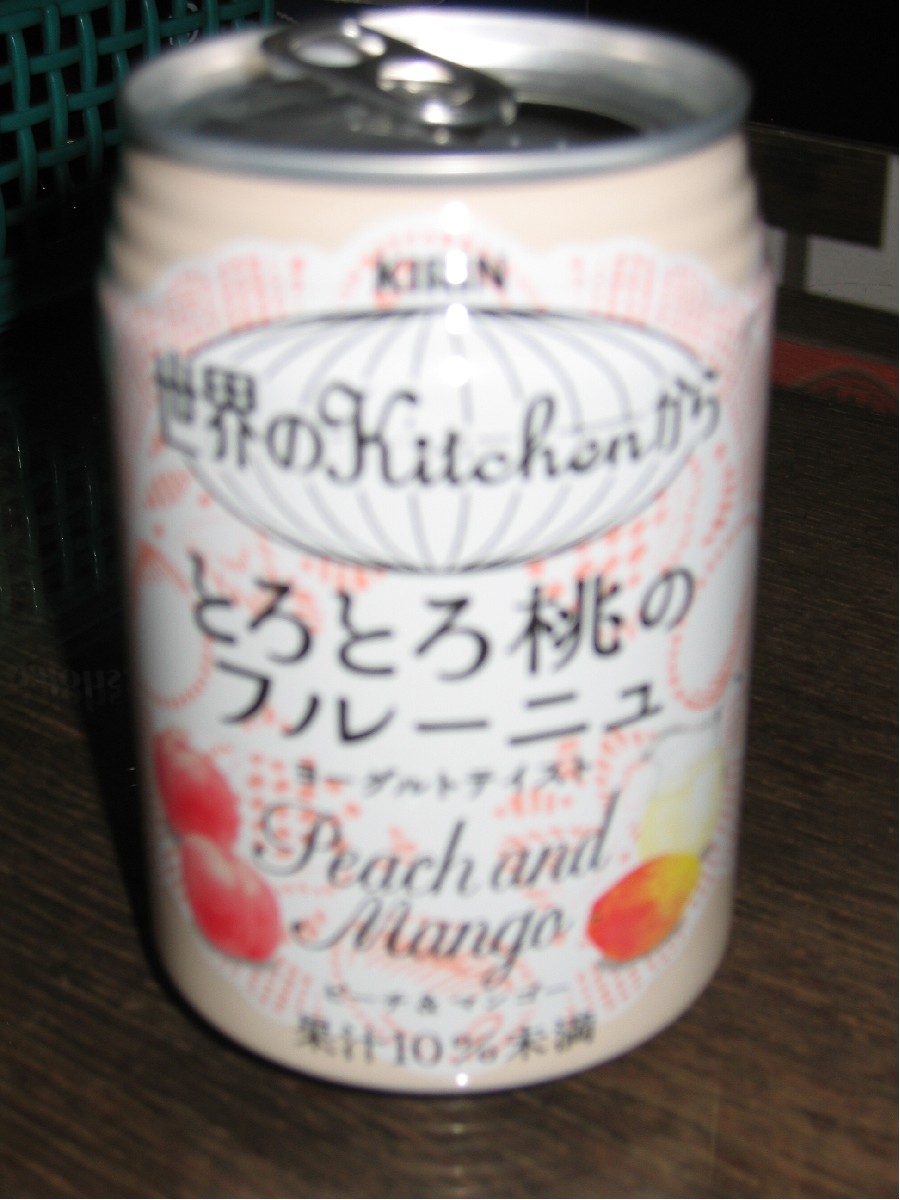 KIRIN
世界のKitchenから
とろとろ桃の
フルーニュ
ヨーグルトテイスト
Peach and
Mango
ピーチ&マンゴー
果汁10%未満